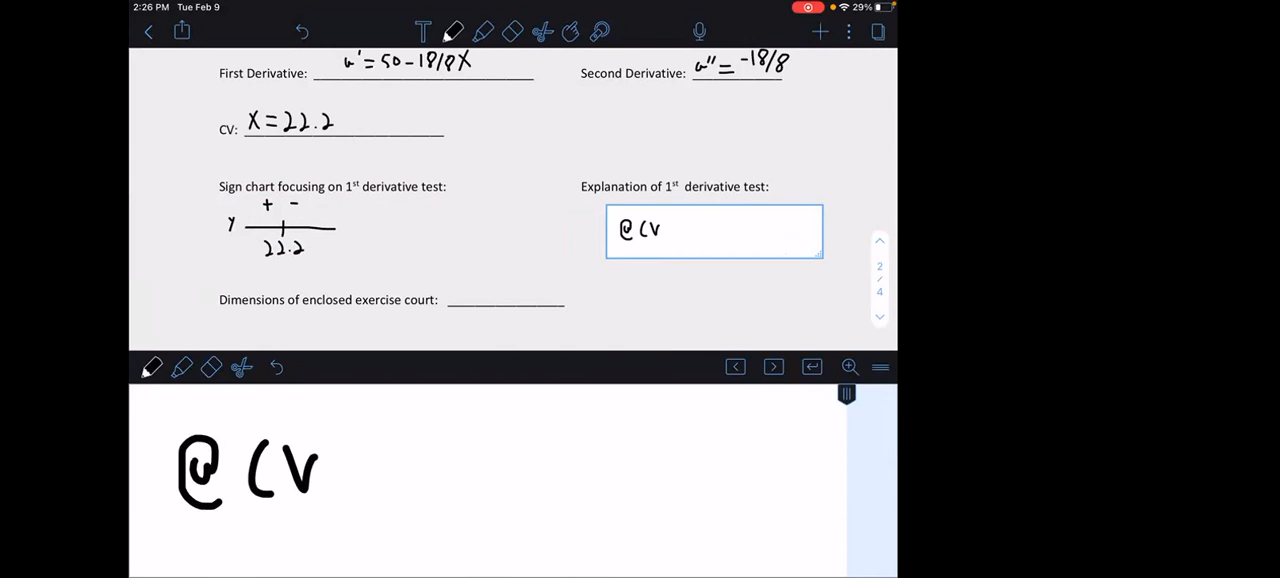 2:26 PM Tue Feb 9 29%
First Derivative: u' = 50 - 18/8x Second Derivative: u'' = -18/8
CV: x = 22.2
Sign chart focusing on 1st derivative test: Explanation of 1st derivative test:
+ -
Y
22.2
@ CV
2
/
4
Dimensions of enclosed exercise court:
@ CV